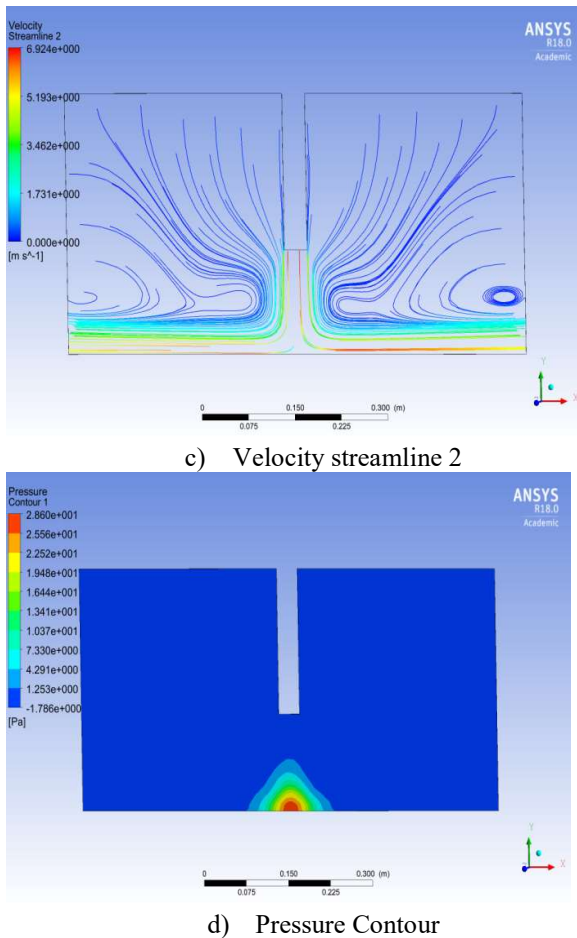 Velocity
Streamline 2
6.924e+000
5.193e+000
3.462e+000
1.731e+000
0.000e+000
[m s^-1]
ANSYS
R18.0
Academic
0 0.150 0.300 (m)
0.075 0.225
Y
X
c) Velocity streamline 2
Pressure
Contour 1
2.860e+001
2.556e+001
2.252e+001
1.948e+001
1.644e+001
1.341e+001
1.037e+001
7.330e+000
4.291e+000
1.253e+000
-1.786e+000
[Pa]
ANSYS
R18.0
Academic
0 0.150 0.300 (m)
0.075 0.225
Y
X
d) Pressure Contour